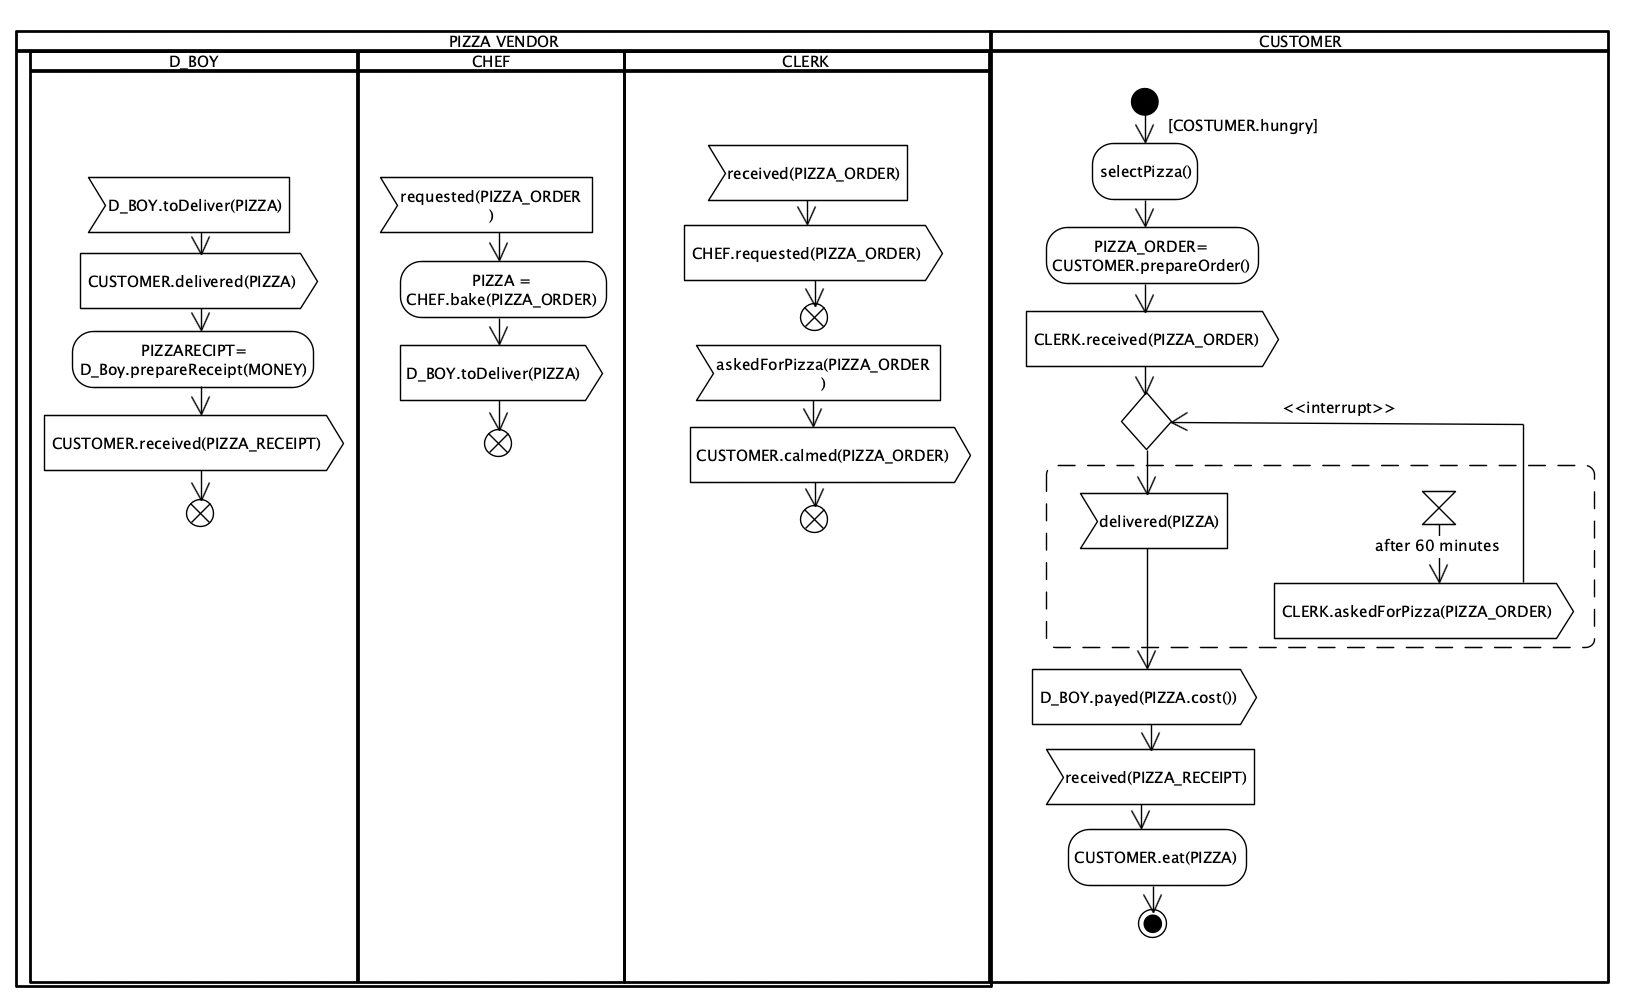 PIZZA VENDOR
CUSTOMER
D_BOY
CHEF
CLERK
D_BOY.toDeliver(PIZZA)
CUSTOMER.delivered(PIZZA)
PIZZARECIPT=
D_Boy.prepareReceipt(MONEY)
CUSTOMER.received(PIZZA_RECEIPT)
requested(PIZZA_ORDER
)
PIZZA =
CHEF.bake(PIZZA_ORDER)
D_BOY.toDeliver(PIZZA)
received(PIZZA_ORDER)
CHEF.requested(PIZZA_ORDER)
askedForPizza(PIZZA_ORDER
)
CUSTOMER.calmed(PIZZA_ORDER)
[COSTUMER.hungry]
selectPizza()
PIZZA_ORDER=
CUSTOMER.prepareOrder()
CLERK.received(PIZZA_ORDER)
<<interrupt>>
delivered(PIZZA)
after 60 minutes
CLERK.askedForPizza(PIZZA_ORDER)
D_BOY.payed(PIZZA.cost())
received(PIZZA_RECEIPT)
CUSTOMER.eat(PIZZA)